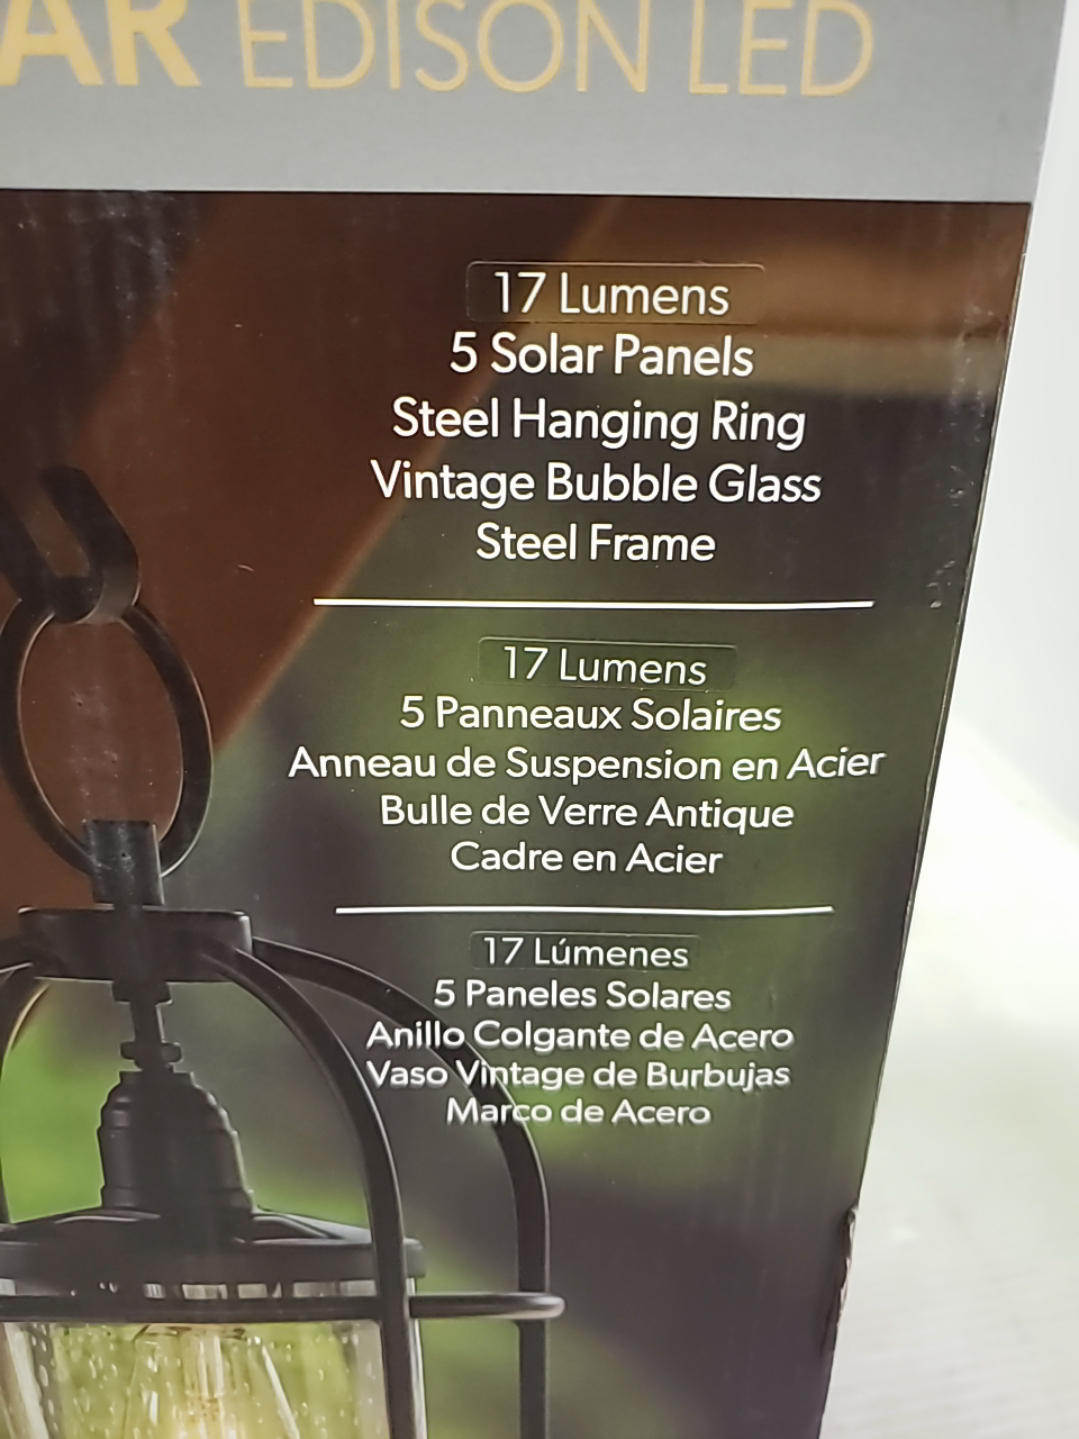 AR EDISON LED
17 Lumens
5 Solar Panels
Steel Hanging Ring
Vintage Bubble Glass
Steel Frame
17 Lumens
5 Panneaux Solaires
Anneau de Suspension en Acier
Bulle de Verre Antique
Cadre en Acier
17 Lúmenes
5 Paneles Solares
Anillo Colgante de Acero
Vaso Vintage de Burbujas
Marco de Acero